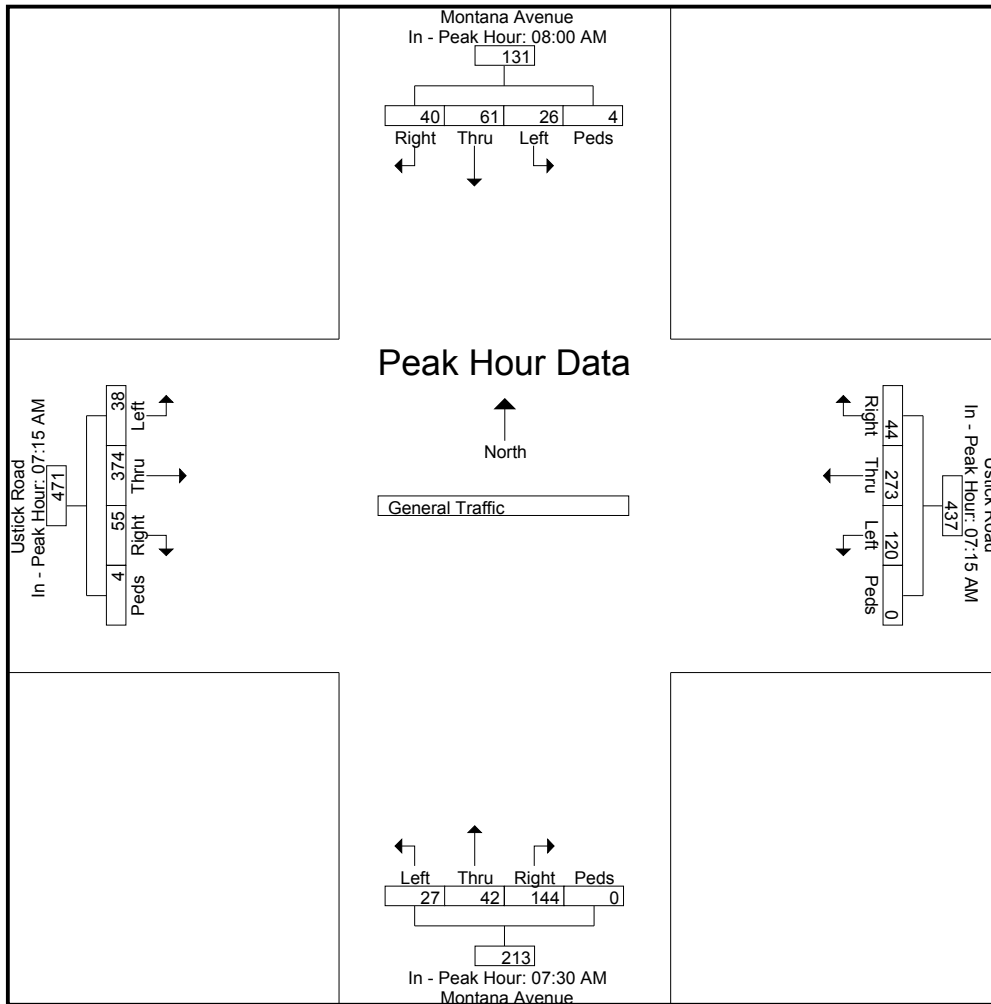 Montana Avenue
In - Peak Hour: 08:00 AM
131
40 61 26 4
Right Thru Left Peds
Peak Hour Data
North
General Traffic
Ustick Road
In - Peak Hour: 07:15 AM
471
38 374 55 4
Left Thru Right Peds
Ustick Road
In - Peak Hour: 07:15 AM
437
44 273 120 0
Right Thru Left Peds
Left Thru Right Peds
27 42 144 0
213
In - Peak Hour: 07:30 AM
Montana Avenue